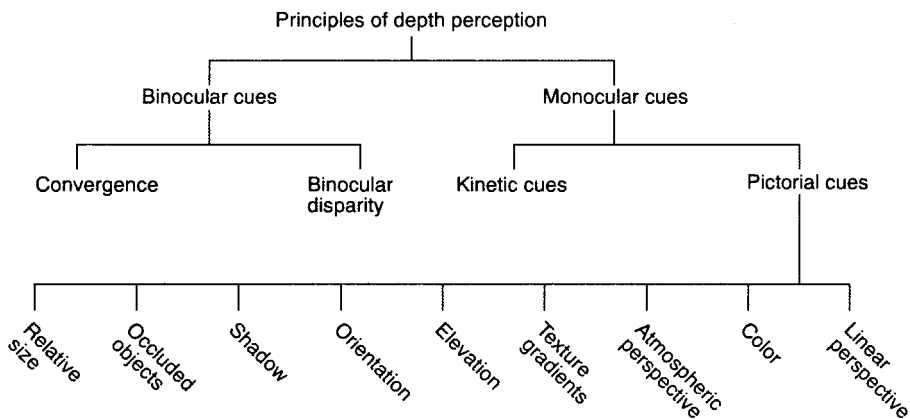 Principles of depth perception
Binocular cues
Monocular cues
Convergence
Binocular
disparity
Kinetic cues
Pictorial cues
Relative
size
Occluded
objects
Shadow
Orientation
Elevation
Texture
gradients
Atmospheric
perspective
Color
Linear
perspective